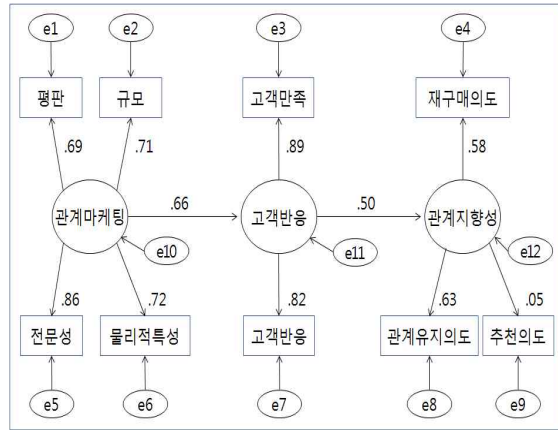 e1
e2
e3
e4
평판
규모
고객만족
재구매의도
.69
.71
.89
.58
관계마케팅
.66
고객반응
.50
관계지향성
e10
e11
e12
.86
.72
.82
.63
.05
전문성
물리적특성
고객반응
관계유지의도
추천의도
e5
e6
e7
e8
e9